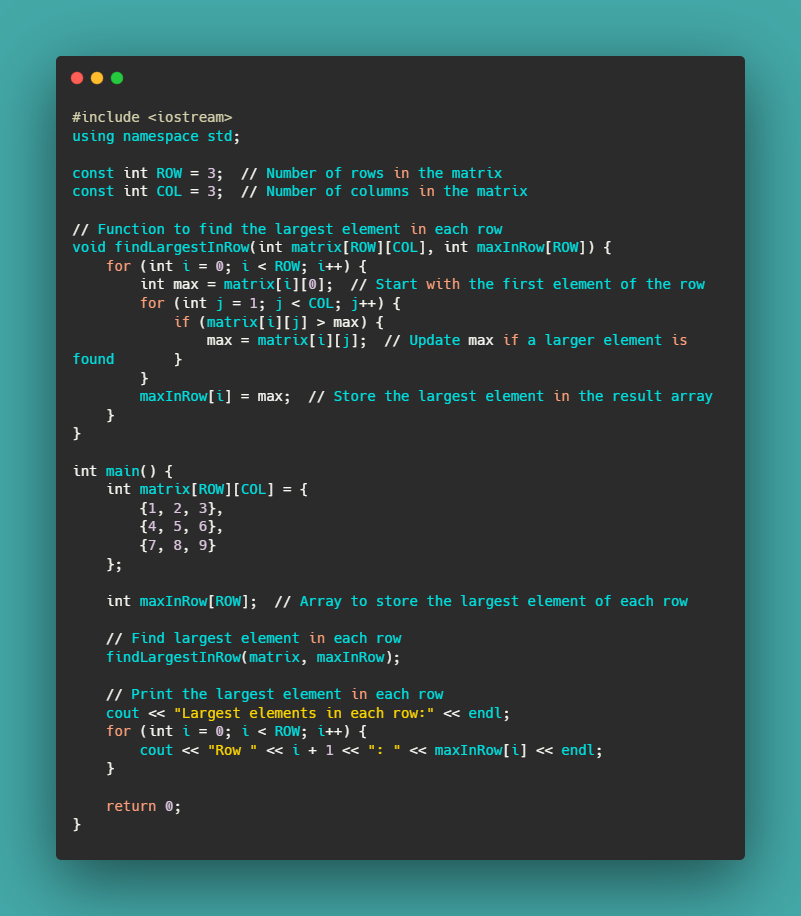 #include <iostream>
using namespace std;

const int ROW = 3;  // Number of rows in the matrix
const int COL = 3;  // Number of columns in the matrix

// Function to find the largest element in each row
void findLargestInRow(int matrix[ROW][COL], int maxInRow[ROW]) {
    for (int i = 0; i < ROW; i++) {
        int max = matrix[i][0];  // Start with the first element of the row
        for (int j = 1; j < COL; j++) {
            if (matrix[i][j] > max) {
                max = matrix[i][j];  // Update max if a larger element is
found       }
        }
        maxInRow[i] = max;  // Store the largest element in the result array
    }
}

int main() {
    int matrix[ROW][COL] = {
        {1, 2, 3},
        {4, 5, 6},
        {7, 8, 9}
    };

    int maxInRow[ROW];  // Array to store the largest element of each row

    // Find largest element in each row
    findLargestInRow(matrix, maxInRow);

    // Print the largest element in each row
    cout << "Largest elements in each row:" << endl;
    for (int i = 0; i < ROW; i++) {
        cout << "Row " << i + 1 << ": " << maxInRow[i] << endl;
    }

    return 0;
}